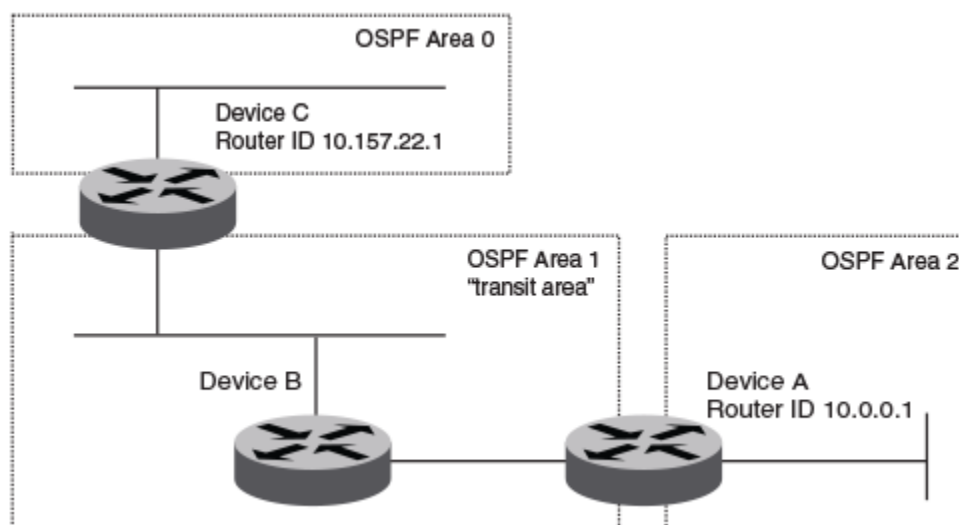 OSPF Area 0
Device C
Router ID 10.157.22.1
OSPF Area 1
"transit area"
OSPF Area 2
Device B
Device A
Router ID 10.0.0.1